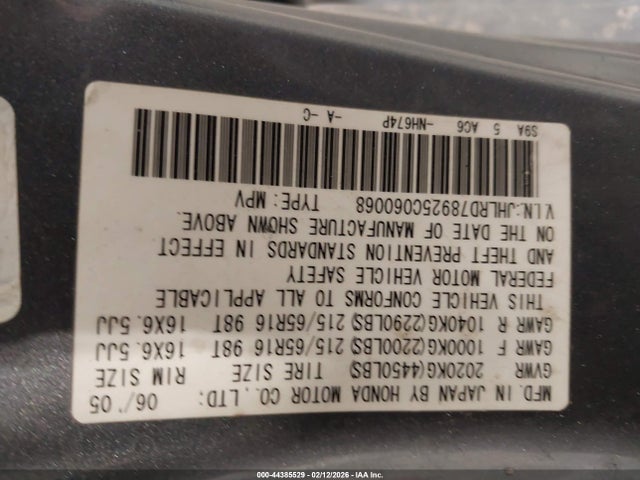 MFD. IN JAPAN BY HONDA MOTOR CO., LTD: 06/'05
GVWR 2020KG(4450LBS) TIRE SIZE RIM SIZE
GAWR F 1000KG(2200LBS) 215/65R16 98T 16X6.5JJ
GAWR R 1040KG(2290LBS) 215/65R16 98T 16X6.5JJ
THIS VEHICLE CONFORMS TO ALL APPLICABLE
FEDERAL MOTOR VEHICLE SAFETY
AND THEFT PREVENTION STANDARDS IN EFFECT
ON THE DATE OF MANUFACTURE SHOWN ABOVE.
V.I.N.:JHLRD78925C060068 TYPE: MPV
S9A 5 AC6 -NH674P -A -C
000-44385529 - 02/12/2026 - IAA Inc.